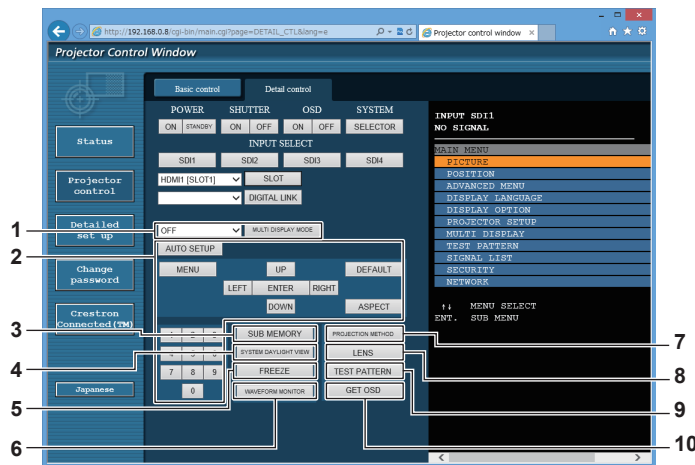 http://192.168.0.8/cgi-bin/main.cgi?page=DETAIL_CTL&lang=e
Projector control window
Projector Control Window
Basic control Detail control
POWER SHUTTER OSD SYSTEM
ON STANDBY ON OFF ON OFF SELECTOR
INPUT SELECT
SDI1 SDI2 SDI3 SDI4
HDMI1 [SLOT1] SLOT
DIGITAL LINK
OFF MULTI DISPLAY MODE
AUTO SETUP
MENU UP DEFAULT
LEFT ENTER RIGHT
DOWN ASPECT
SUB MEMORY PROJECTION METHOD
SYSTEM DAYLIGHT VIEW LENS
7 8 9 FREEZE TEST PATTERN
0 WAVEFORM MONITOR GET OSD
Status
Projector control
Detailed set up
Change password
Crestron Connected(TM)
Japanese
INPUT SDI1
NO SIGNAL
MAIN MENU
PICTURE
POSITION
ADVANCED MENU
DISPLAY LANGUAGE
DISPLAY OPTION
PROJECTOR SETUP
MULTI DISPLAY
TEST PATTERN
SIGNAL LIST
SECURITY
NETWORK
↑↓ MENU SELECT
ENT. SUB MENU
1
2
3
4
5
6
7
8
9
10